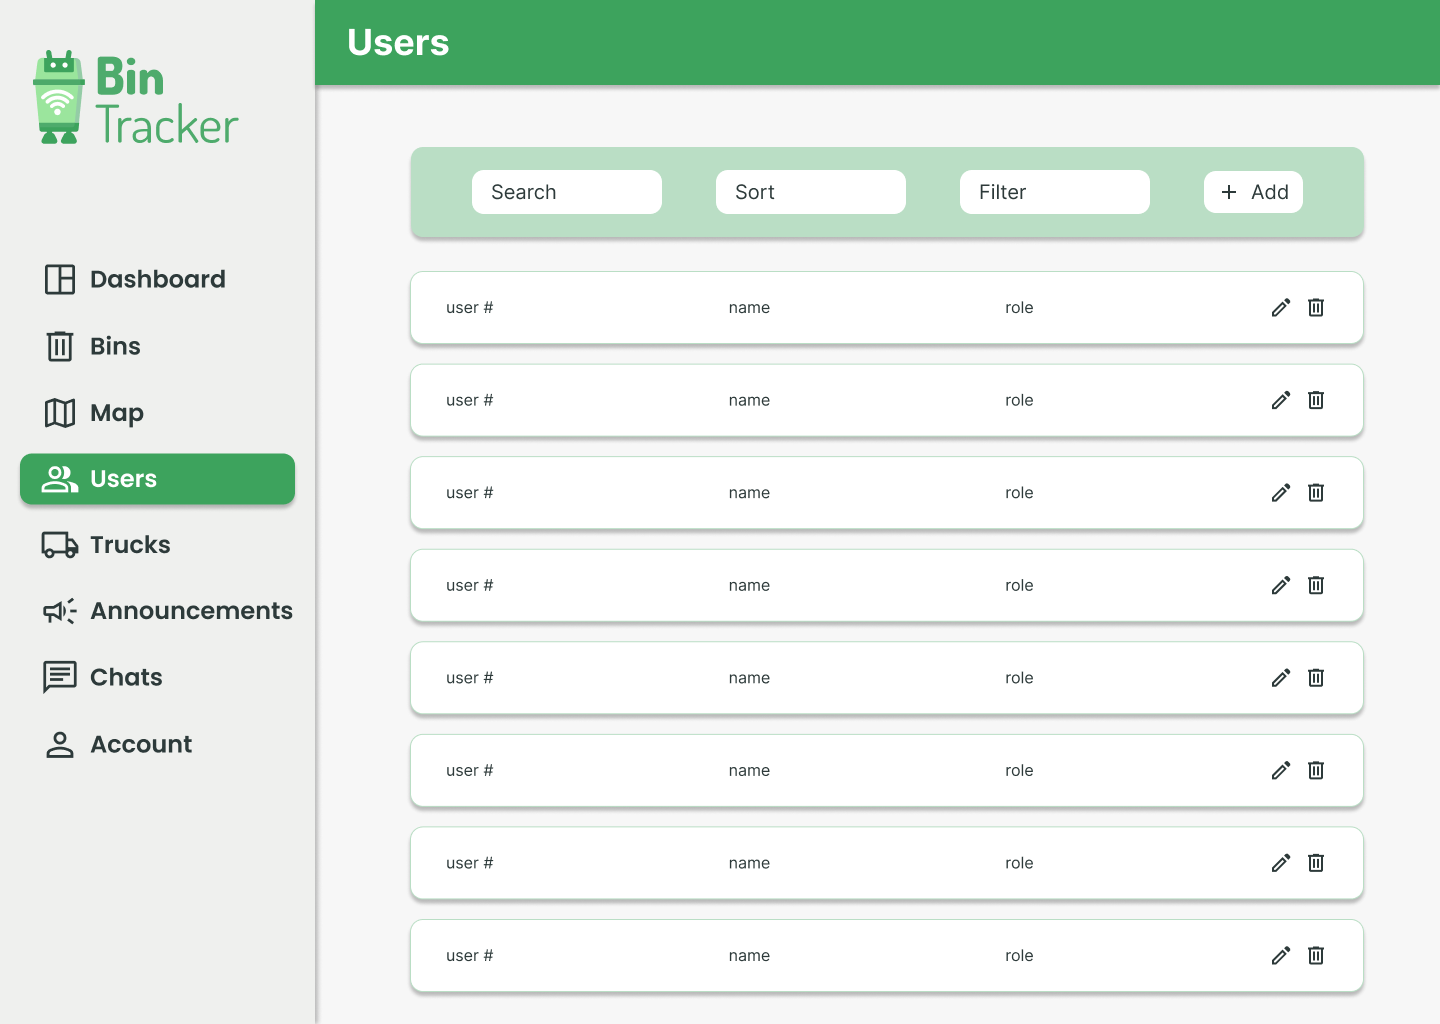 Bin
Tracker
Users
Search
Sort
Filter
+ Add
Dashboard
Bins
Map
Users
Trucks
Announcements
Chats
Account
user # name role
user # name role
user # name role
user # name role
user # name role
user # name role
user # name role
user # name role